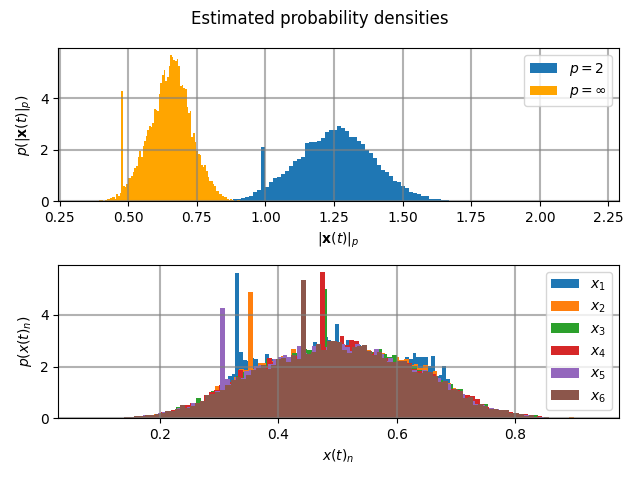 Estimated probability densities
p(|x(t)|ₚ)
4
2
0
p = 2
p = ∞
0.25 0.50 0.75 1.00 1.25 1.50 1.75 2.00 2.25
|x(t)|ₚ
p(x(t)ₙ)
4
2
0
x₁
x₂
x₃
x₄
x₅
x₆
0.2 0.4 0.6 0.8
x(t)ₙ